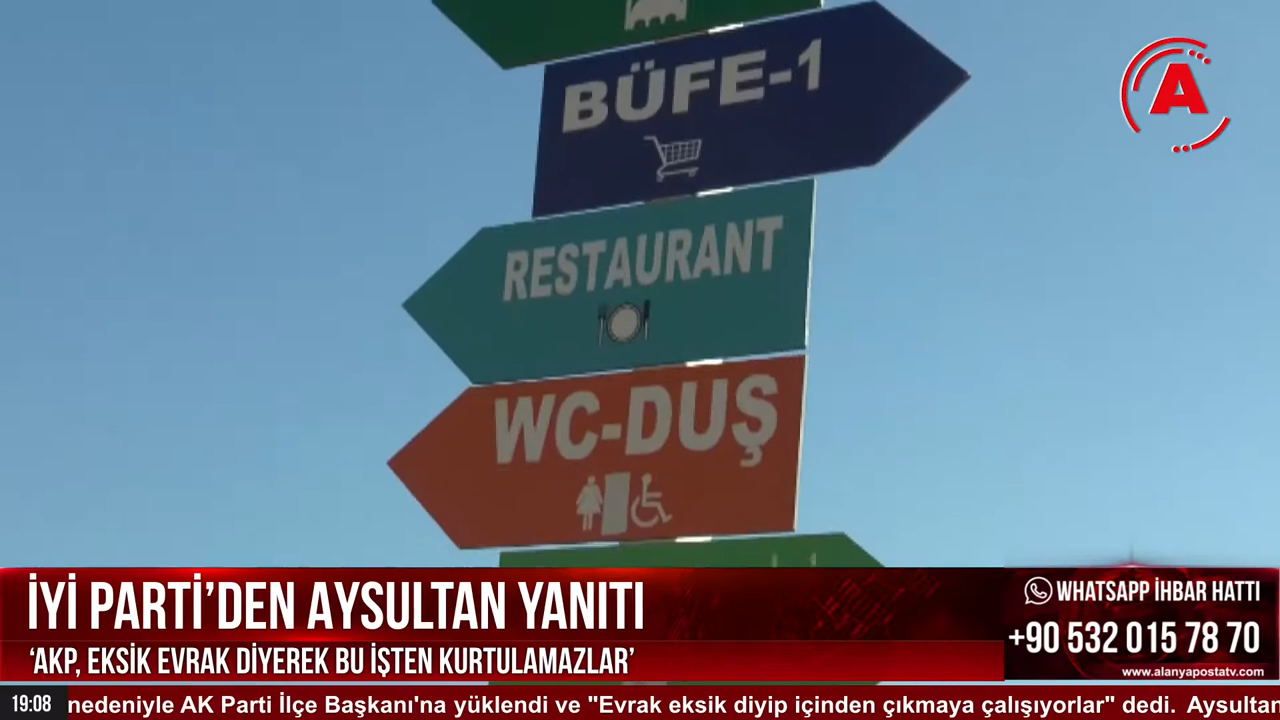 BÜFE-1
A
RESTAURANT
WC-DUŞ
İYİ PARTİ’DEN AYSULTAN YANITI
‘AKP, EKSİK EVRAK DİYEREK BU İŞTEN KURTULAMAZLAR’
WHATSAPP İHBAR HATTI
+90 532 015 78 70
www.alanyapostatv.com
19:08 nedeniyle AK Parti İlçe Başkanı'na yüklendi ve "Evrak eksik diyip içinden çıkmaya çalışıyorlar" dedi. Aysultan